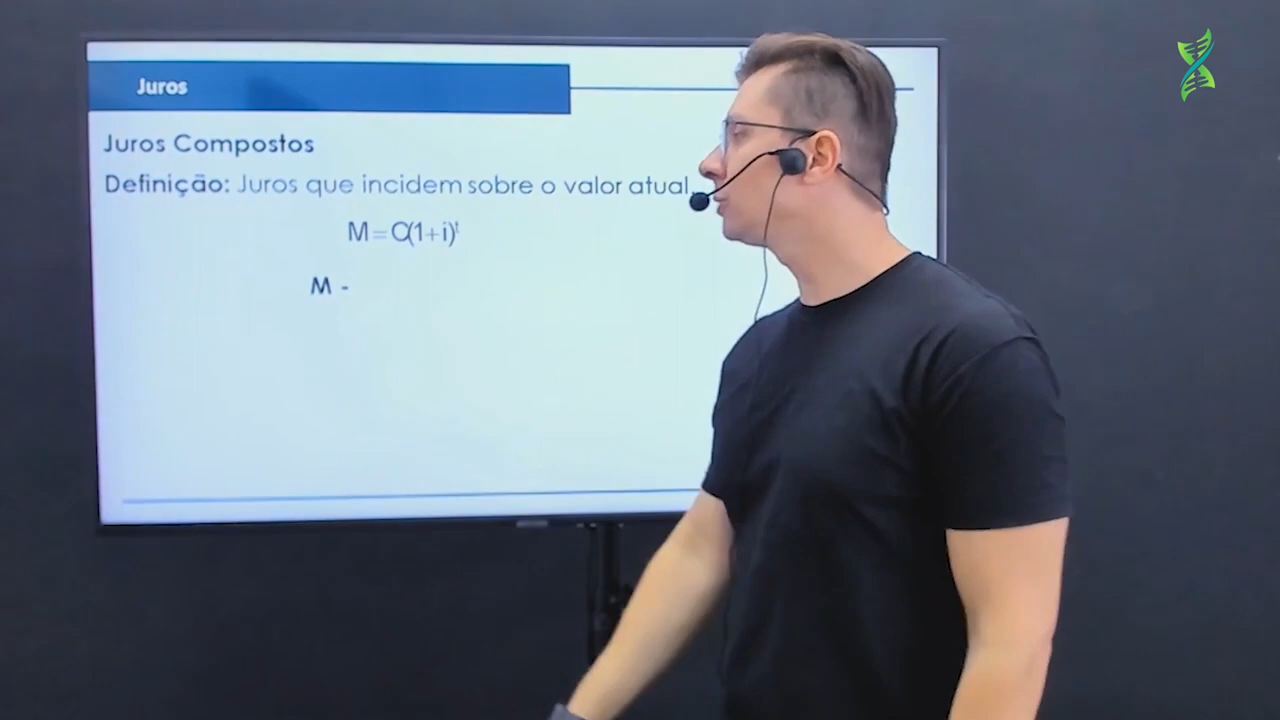 Juros
Juros Compostos
Definição: Juros que incidem sobre o valor atual.
M=C(1+i)ᵗ
M -